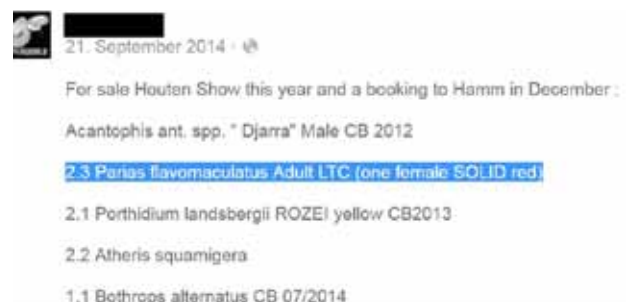 21. September 2014 ·
For sale Houten Show this year and a booking to Hamm in December :
Acantophis ant. spp. " Djarra" Male CB 2012
2.3 Parias flavomaculatus Adult LTC (one female SOLID red)
2.1 Porthidium landsbergii ROZEI yellow CB2013
2.2 Atheris squamigera
1.1 Bothrops alternatus CB 07/2014